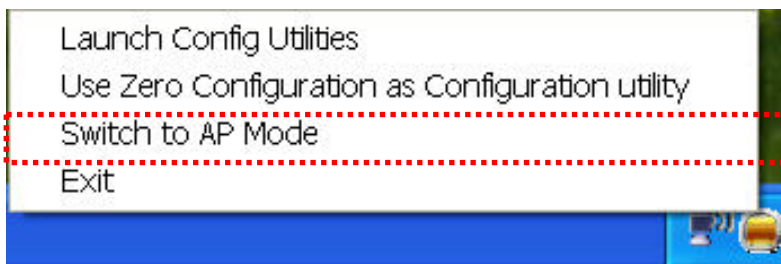 Launch Config Utilities
Use Zero Configuration as Configuration utility
Switch to AP Mode
Exit